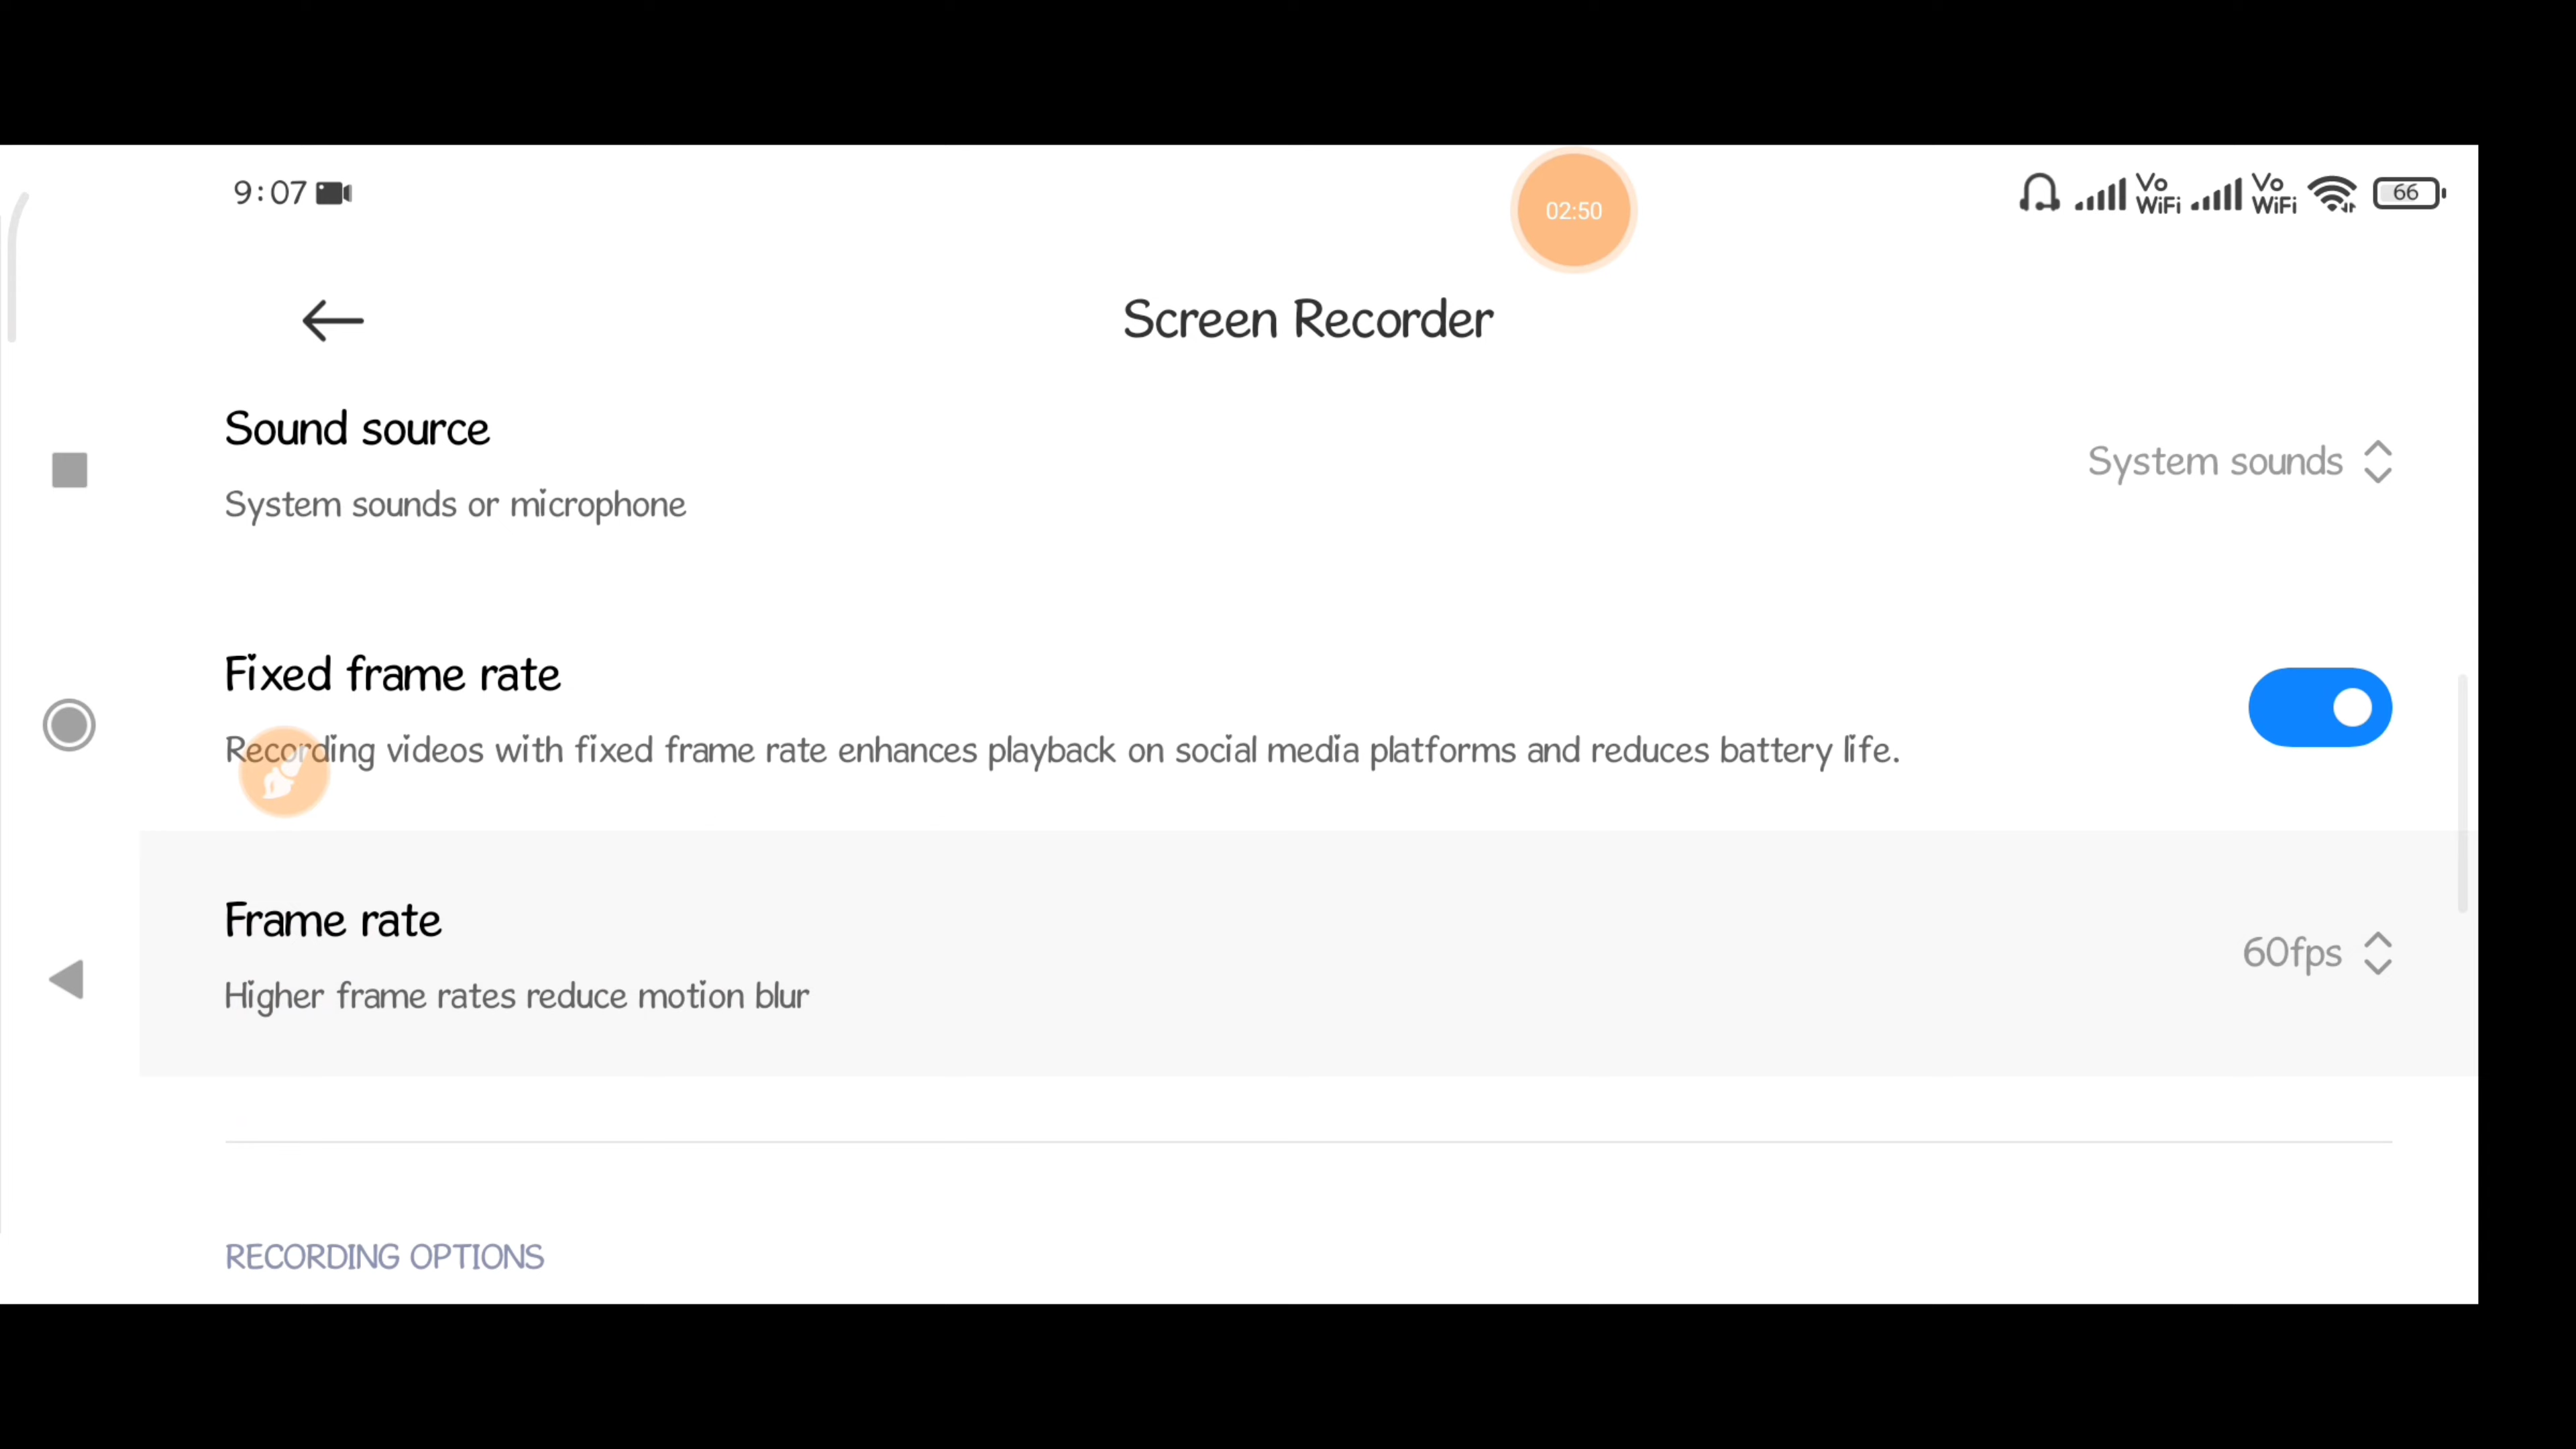 9:07
02:50
Vo WiFi
Vo WiFi
66
Screen Recorder
Sound source
System sounds
System sounds or microphone
Fixed frame rate
Recording videos with fixed frame rate enhances playback on social media platforms and reduces battery life.
Frame rate
60fps
Higher frame rates reduce motion blur
RECORDING OPTIONS